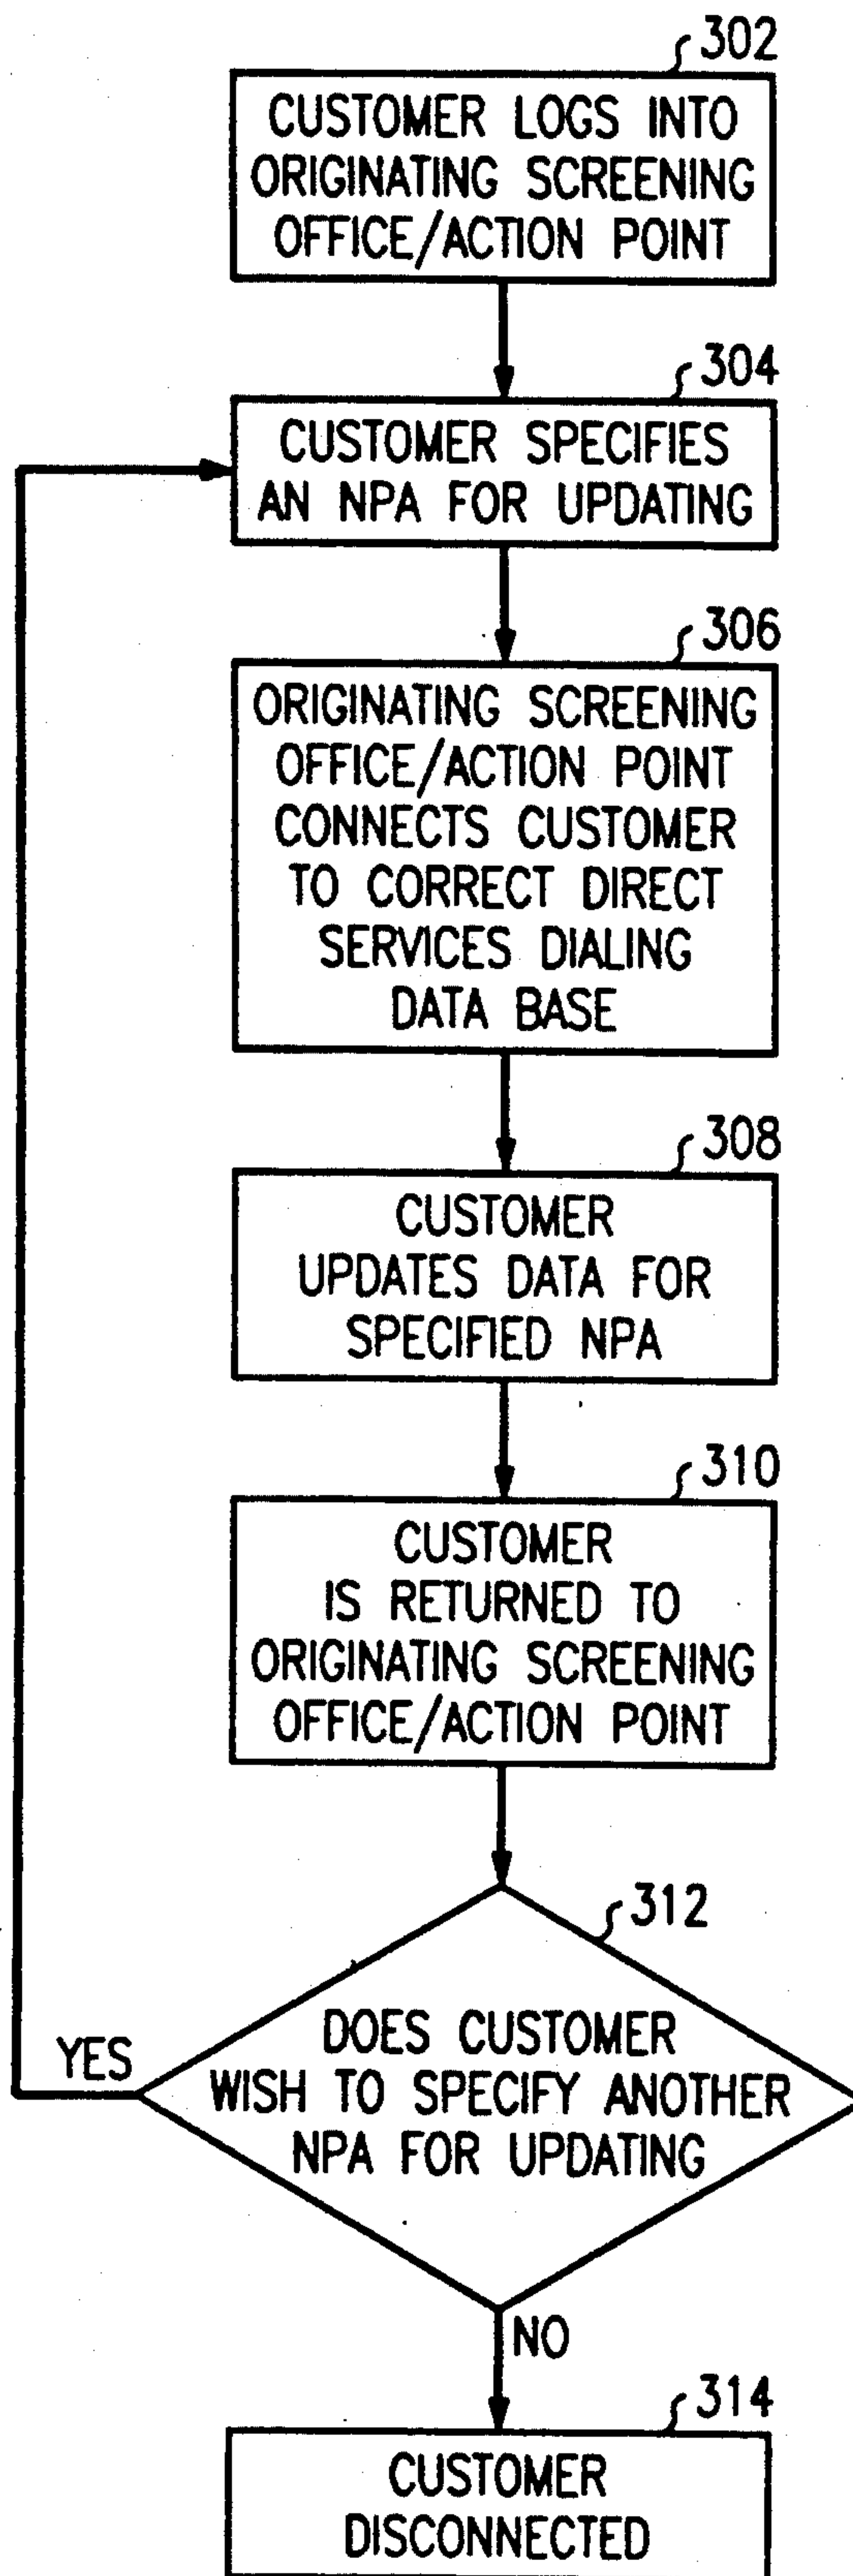 302
CUSTOMER LOGS INTO
ORIGINATING SCREENING
OFFICE/ACTION POINT
304
CUSTOMER SPECIFIES
AN NPA FOR UPDATING
306
ORIGINATING SCREENING
OFFICE/ACTION POINT
CONNECTS CUSTOMER
TO CORRECT DIRECT
SERVICES DIALING
DATA BASE
308
CUSTOMER
UPDATES DATA FOR
SPECIFIED NPA
310
CUSTOMER
IS RETURNED TO
ORIGINATING SCREENING
OFFICE/ACTION POINT
312
DOES CUSTOMER
WISH TO SPECIFY ANOTHER
NPA FOR UPDATING
YES
NO
314
CUSTOMER
DISCONNECTED